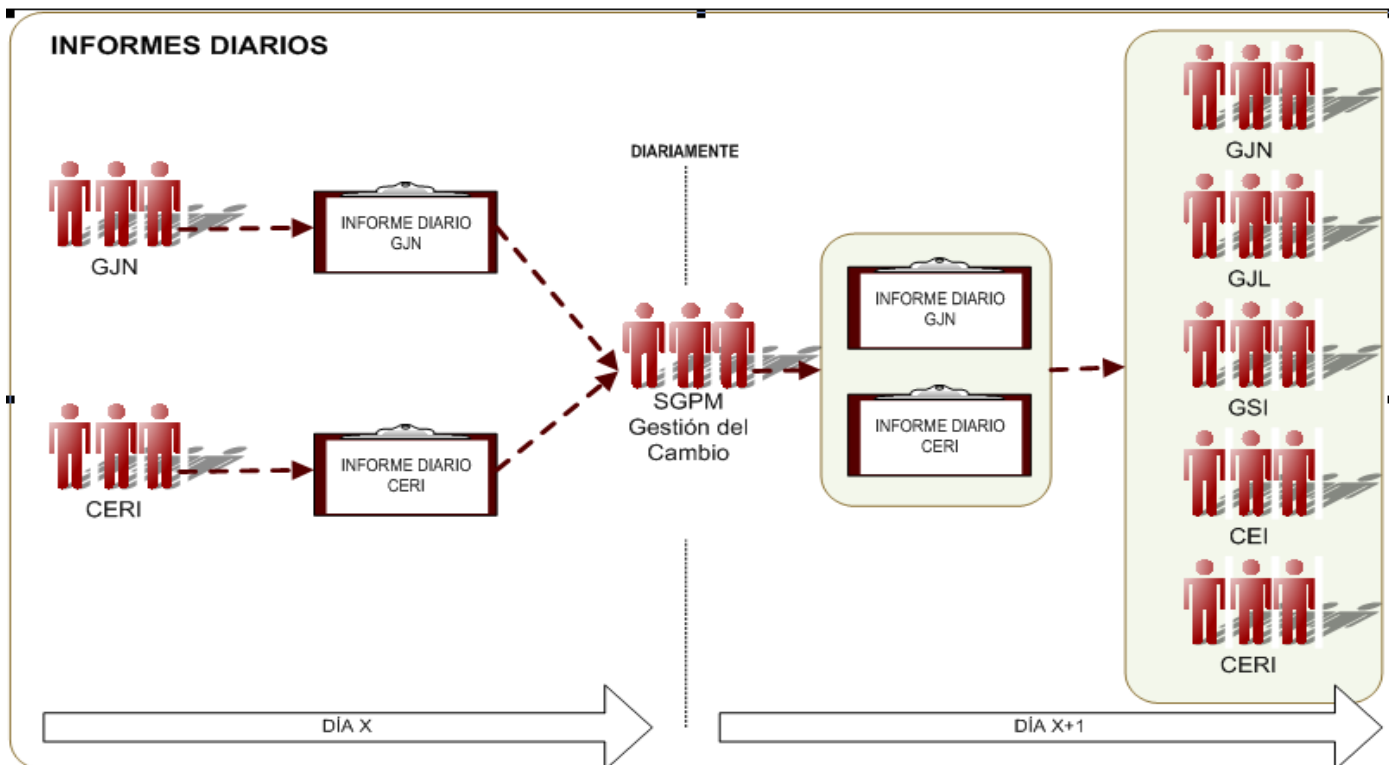 INFORMES DIARIOS
GJN
INFORME DIARIO
GJN
CERI
INFORME DIARIO
CERI
DIARIAMENTE
SGPM
Gestión del
Cambio
INFORME DIARIO
GJN
INFORME DIARIO
CERI
GJN
GJL
GSI
CEI
CERI
DÍA X
DÍA X+1